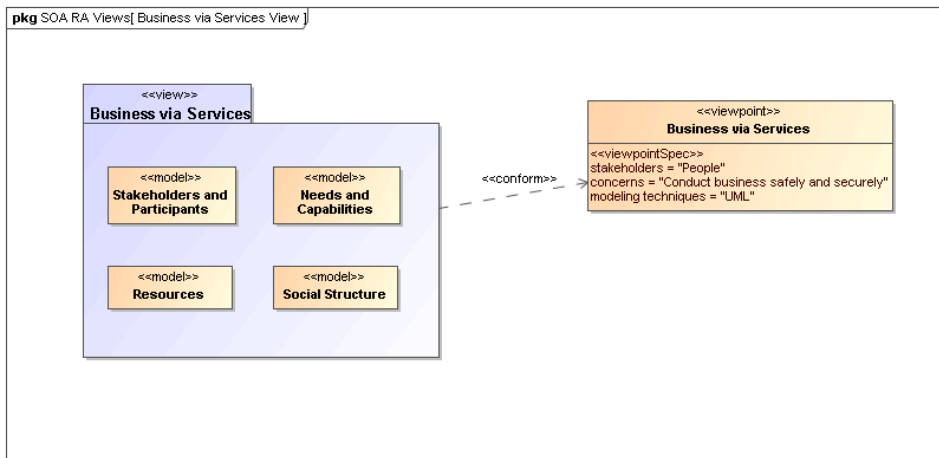 pkg SOA RA Views[ Business via Services View ]
<<view>>
Business via Services
<<model>>
Stakeholders and
Participants
<<model>>
Needs and
Capabilities
<<model>>
Resources
<<model>>
Social Structure
<<conform>>
<<viewpoint>>
Business via Services
<<viewpointSpec>>
stakeholders = "People"
concerns = "Conduct business safely and securely"
modeling techniques = "UML"